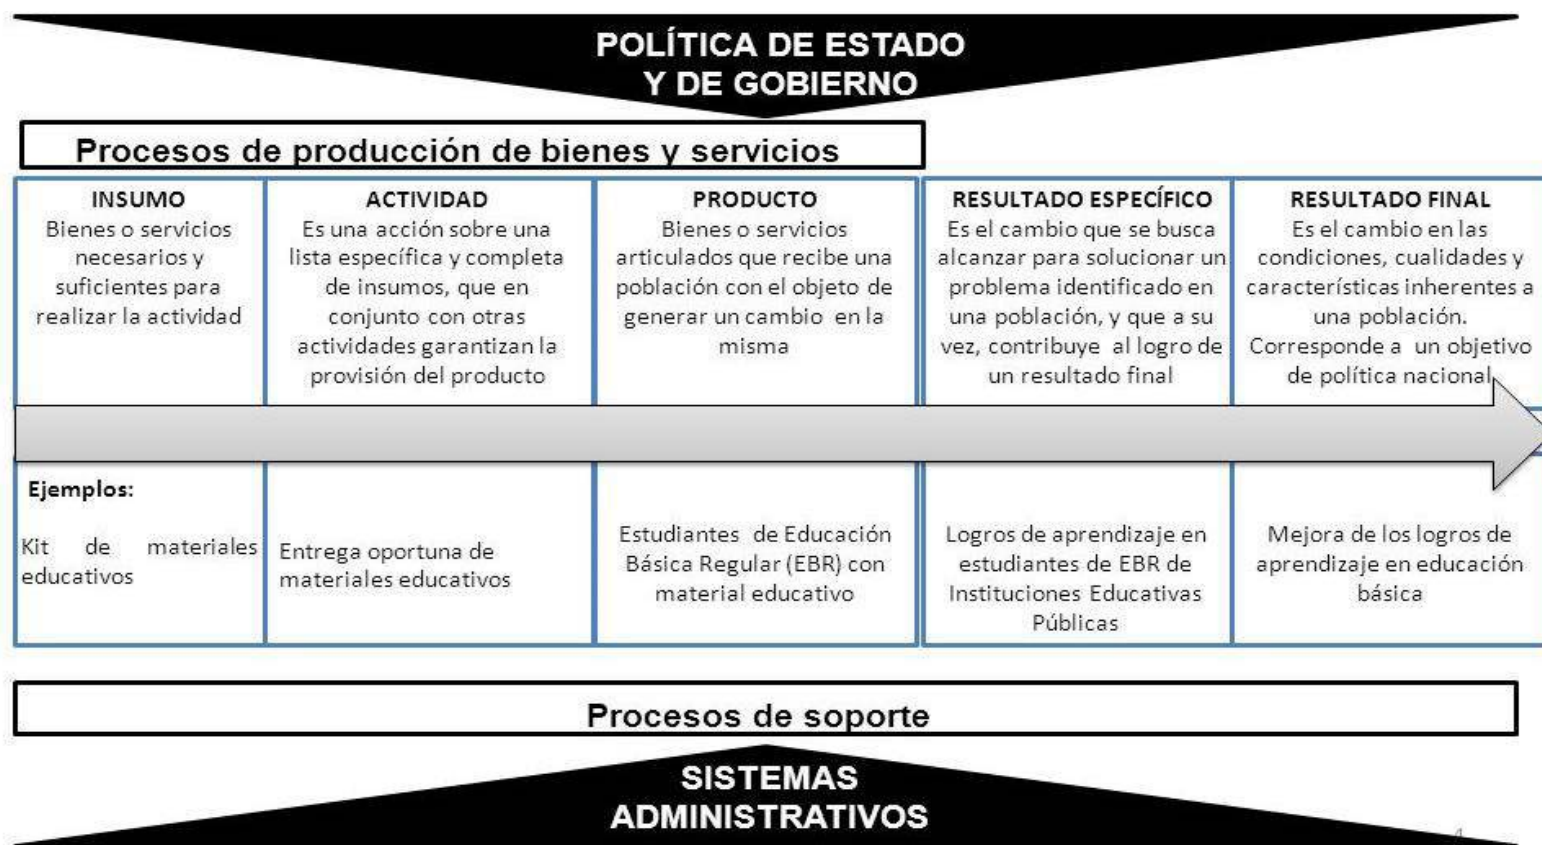 POLÍTICA DE ESTADO
Y DE GOBIERNO
Procesos de producción de bienes y servicios
INSUMO
Bienes o servicios
necesarios y
suficientes para
realizar la actividad
ACTIVIDAD
Es una acción sobre una
lista específica y completa
de insumos, que en
conjunto con otras
actividades garantizan la
provisión del producto
PRODUCTO
Bienes o servicios
articulados que recibe una
población con el objeto de
generar un cambio en la
misma
RESULTADO ESPECÍFICO
Es el cambio que se busca
alcanzar para solucionar un
problema identificado en
una población, y que a su
vez, contribuye al logro de
un resultado final
RESULTADO FINAL
Es el cambio en las
condiciones, cualidades y
características inherentes a
una población.
Corresponde a un objetivo
de política nacional
Ejemplos:
Kit de materiales
educativos
Entrega oportuna de
materiales educativos
Estudiantes de Educación
Básica Regular (EBR) con
material educativo
Logros de aprendizaje en
estudiantes de EBR de
Instituciones Educativas
Públicas
Mejora de los logros de
aprendizaje en educación
básica
Procesos de soporte
SISTEMAS
ADMINISTRATIVOS
4